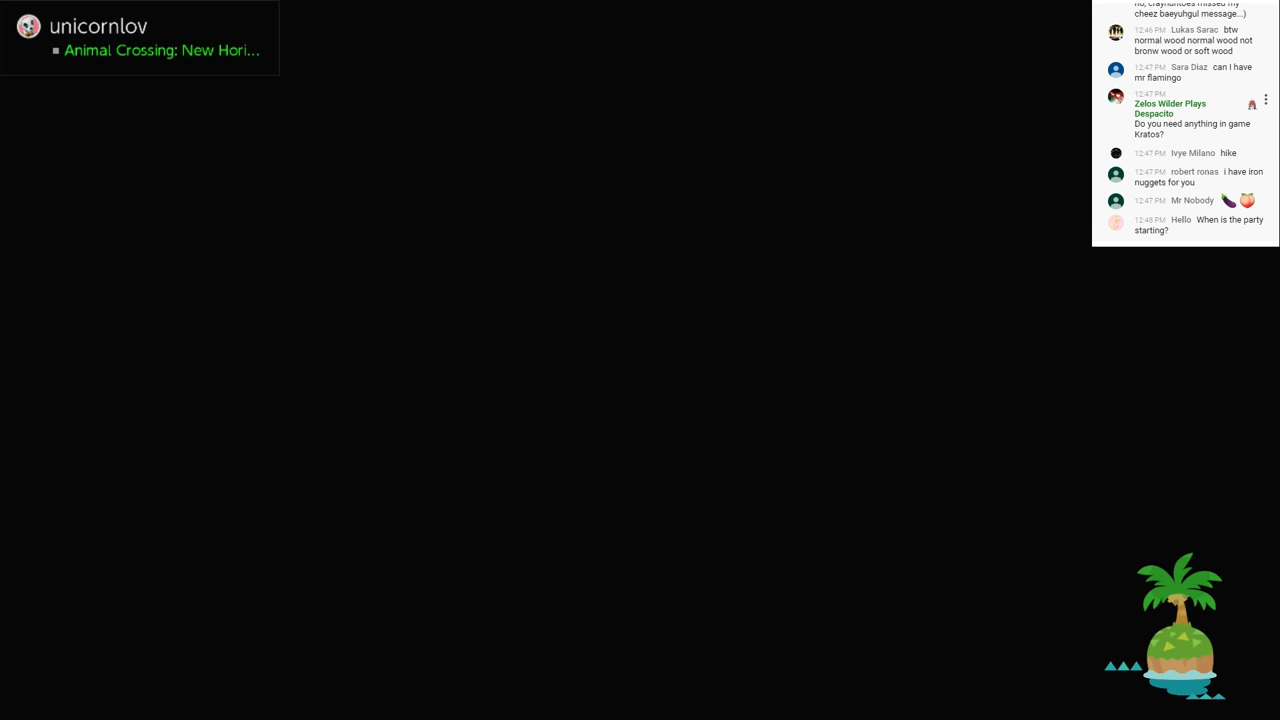 unicornlov
Animal Crossing: New Hori...
cheez baeyuhgul message...)
12:46 PM Lukas Sarac btw
normal wood normal wood not
bronw wood or soft wood
12:47 PM Sara Diaz can I have
mr flamingo
12:47 PM
Zelos Wilder Plays
Despacito
Do you need anything in game
Kratos?
12:47 PM Ivye Milano hike
12:47 PM robert ronas i have iron
nuggets for you
12:47 PM Mr Nobody 🍆🍑
12:48 PM Hello When is the party
starting?